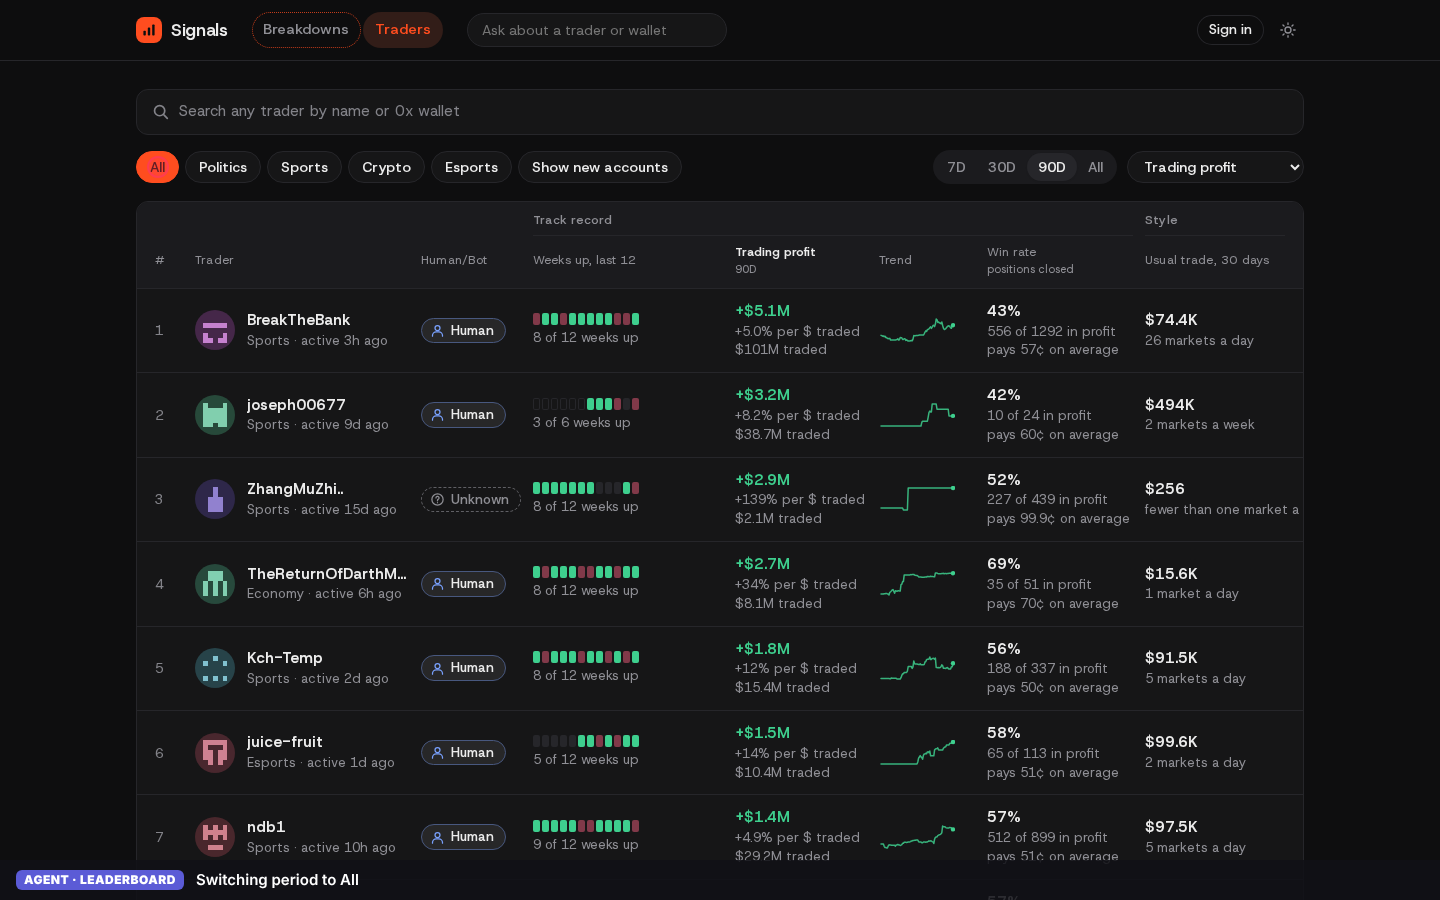 Signals
Breakdowns
Traders
Ask about a trader or wallet
Sign in
Search any trader by name or 0x wallet
All
Politics
Sports
Crypto
Esports
Show new accounts
7D
30D
90D
All
Trading profit
Track record
Style
#
Trader
Human/Bot
Weeks up, last 12
Trading profit
90D
Trend
Win rate
positions closed
Usual trade, 30 days
1
BreakTheBank
Sports · active 3h ago
Human
8 of 12 weeks up
+$5.1M
+5.0% per $ traded
$101M traded
43%
556 of 1292 in profit
pays 57¢ on average
$74.4K
26 markets a day
2
joseph00677
Sports · active 9d ago
Human
3 of 6 weeks up
+$3.2M
+8.2% per $ traded
$38.7M traded
42%
10 of 24 in profit
pays 60¢ on average
$494K
2 markets a week
3
ZhangMuZhi..
Sports · active 15d ago
Unknown
8 of 12 weeks up
+$2.9M
+139% per $ traded
$2.1M traded
52%
227 of 439 in profit
pays 99.9¢ on average
$256
fewer than one market a
4
TheReturnOfDarthM...
Economy · active 6h ago
Human
8 of 12 weeks up
+$2.7M
+34% per $ traded
$8.1M traded
69%
35 of 51 in profit
pays 70¢ on average
$15.6K
1 market a day
5
Kch-Temp
Sports · active 2d ago
Human
8 of 12 weeks up
+$1.8M
+12% per $ traded
$15.4M traded
56%
188 of 337 in profit
pays 50¢ on average
$91.5K
5 markets a day
6
juice-fruit
Esports · active 1d ago
Human
5 of 12 weeks up
+$1.5M
+14% per $ traded
$10.4M traded
58%
65 of 113 in profit
pays 51¢ on average
$99.6K
2 markets a day
7
ndb1
Sports · active 10h ago
Human
9 of 12 weeks up
+$1.4M
+4.9% per $ traded
$29.2M traded
57%
512 of 899 in profit
pays 51¢ on average
$97.5K
5 markets a day
AGENT · LEADERBOARD
Switching period to All